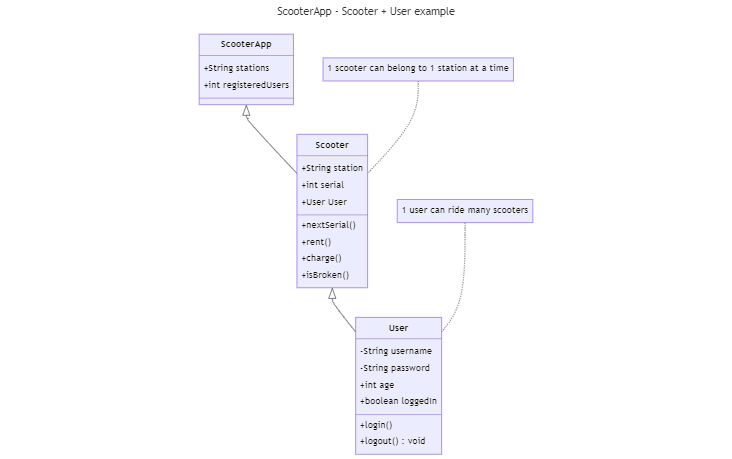 ScooterApp - Scooter + User example
ScooterApp
+String stations
+int registeredUsers
1 scooter can belong to 1 station at a time
Scooter
+String station
+int serial
+User User
+nextSerial()
+rent()
+charge()
+isBroken()
1 user can ride many scooters
User
-String username
-String password
+int age
+boolean loggedIn
+login()
+logout() : void